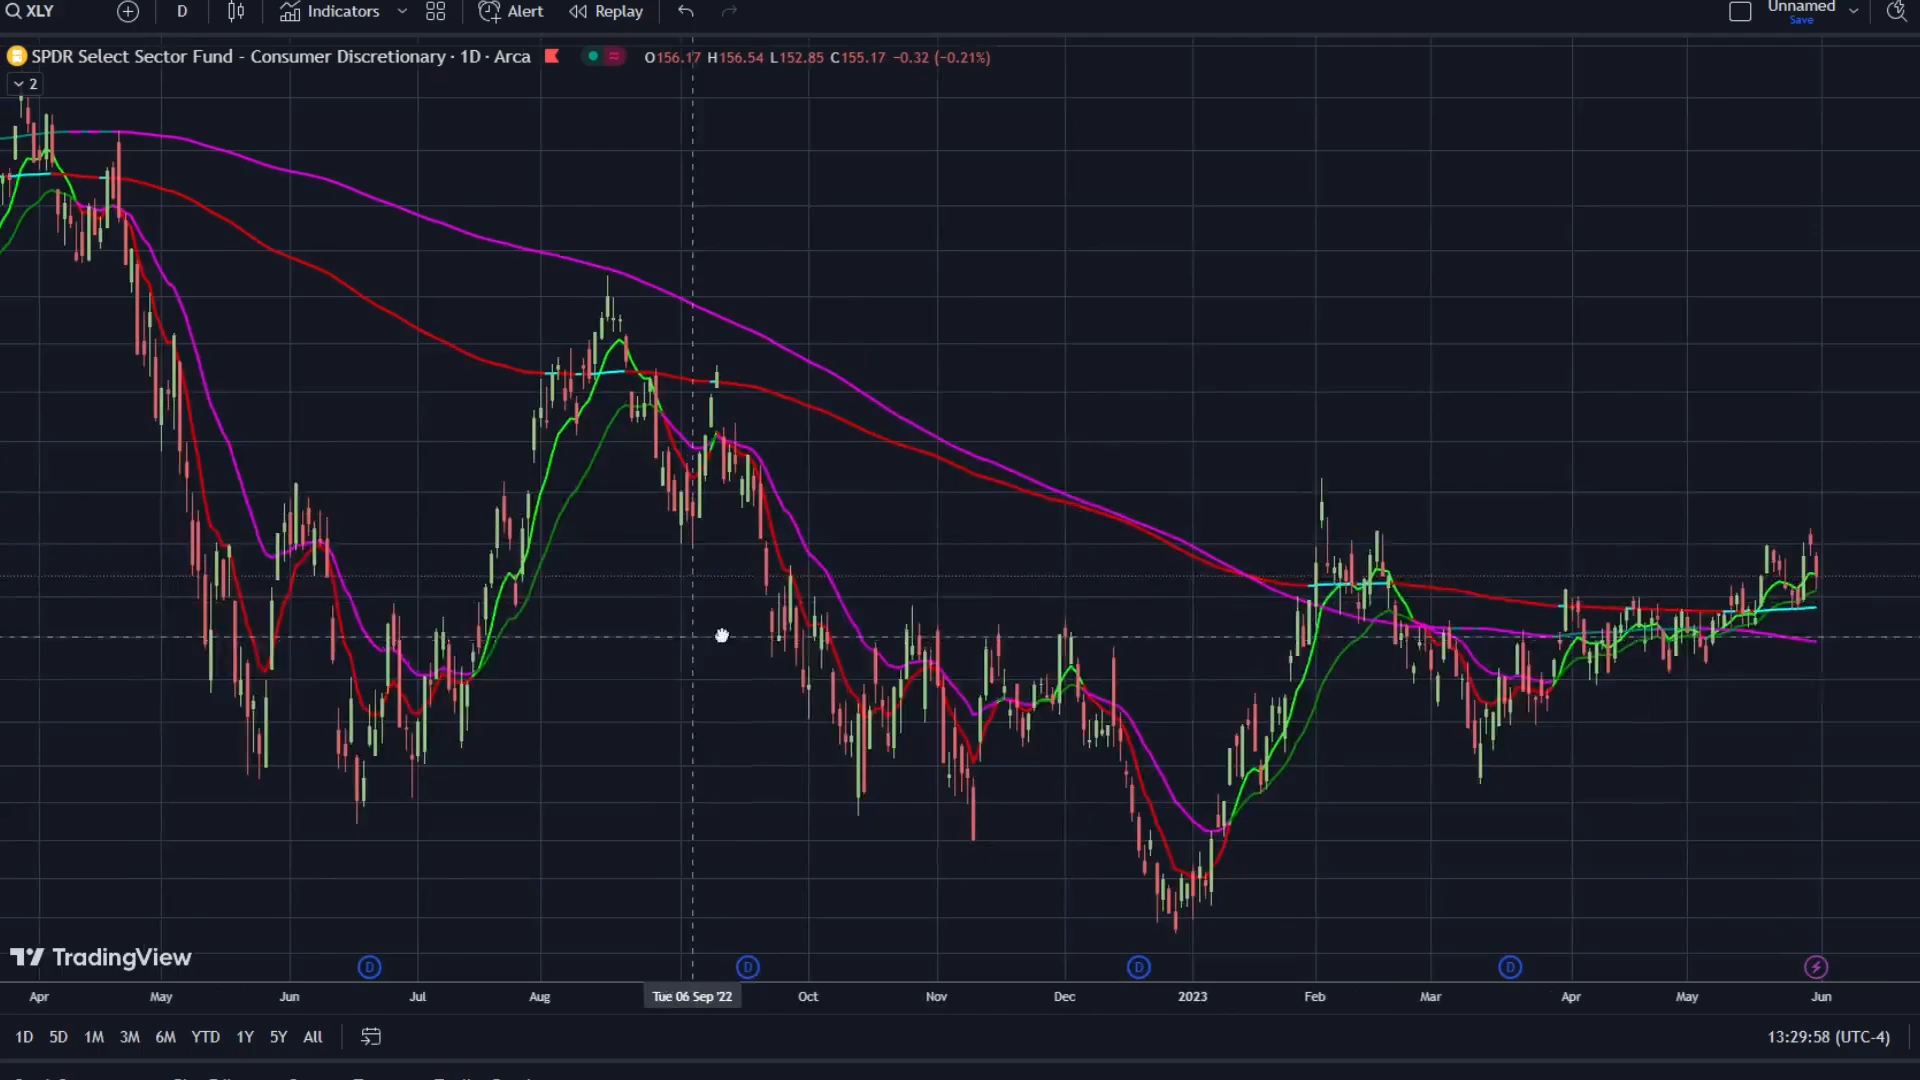 XLY
D
Indicators
Alert
Replay
Unnamed
Save
SPDR Select Sector Fund - Consumer Discretionary · 1D · Arca
O156.17 H156.54 L152.85 C155.17 −0.32 (−0.21%)
2
TradingView
D D D D
Apr May Jun Jul Aug Tue 06 Sep '22 Oct Nov Dec 2023 Feb Mar Apr May Jun
1D 5D 1M 3M 6M YTD 1Y 5Y All
13:29:58 (UTC-4)